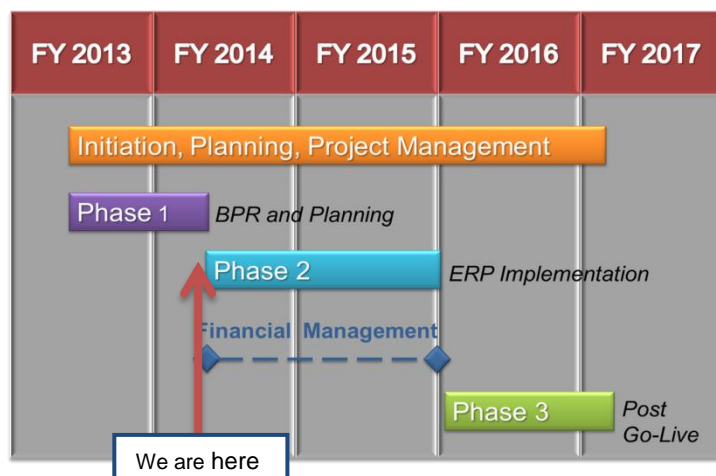 FY 2013 FY 2014 FY 2015 FY 2016 FY 2017
Initiation, Planning, Project Management
Phase 1 BPR and Planning
Phase 2 ERP Implementation
Financial Management
Phase 3 Post
Go-Live
We are here